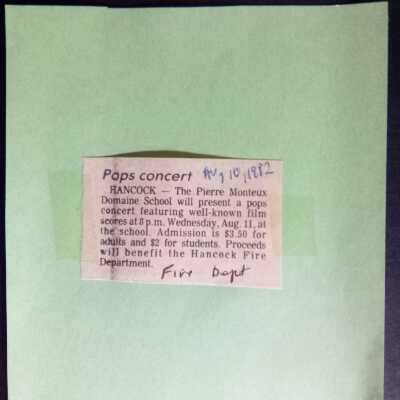 Pops concert Aug 10, 1982
HANCOCK — The Pierre Monteux
Domaine School will present a pops
concert featuring well-known film
scores at 8 p.m. Wednesday, Aug. 11, at
the school. Admission is $3.50 for
adults and $2 for students. Proceeds
will benefit the Hancock Fire
Department.
Fire Dept